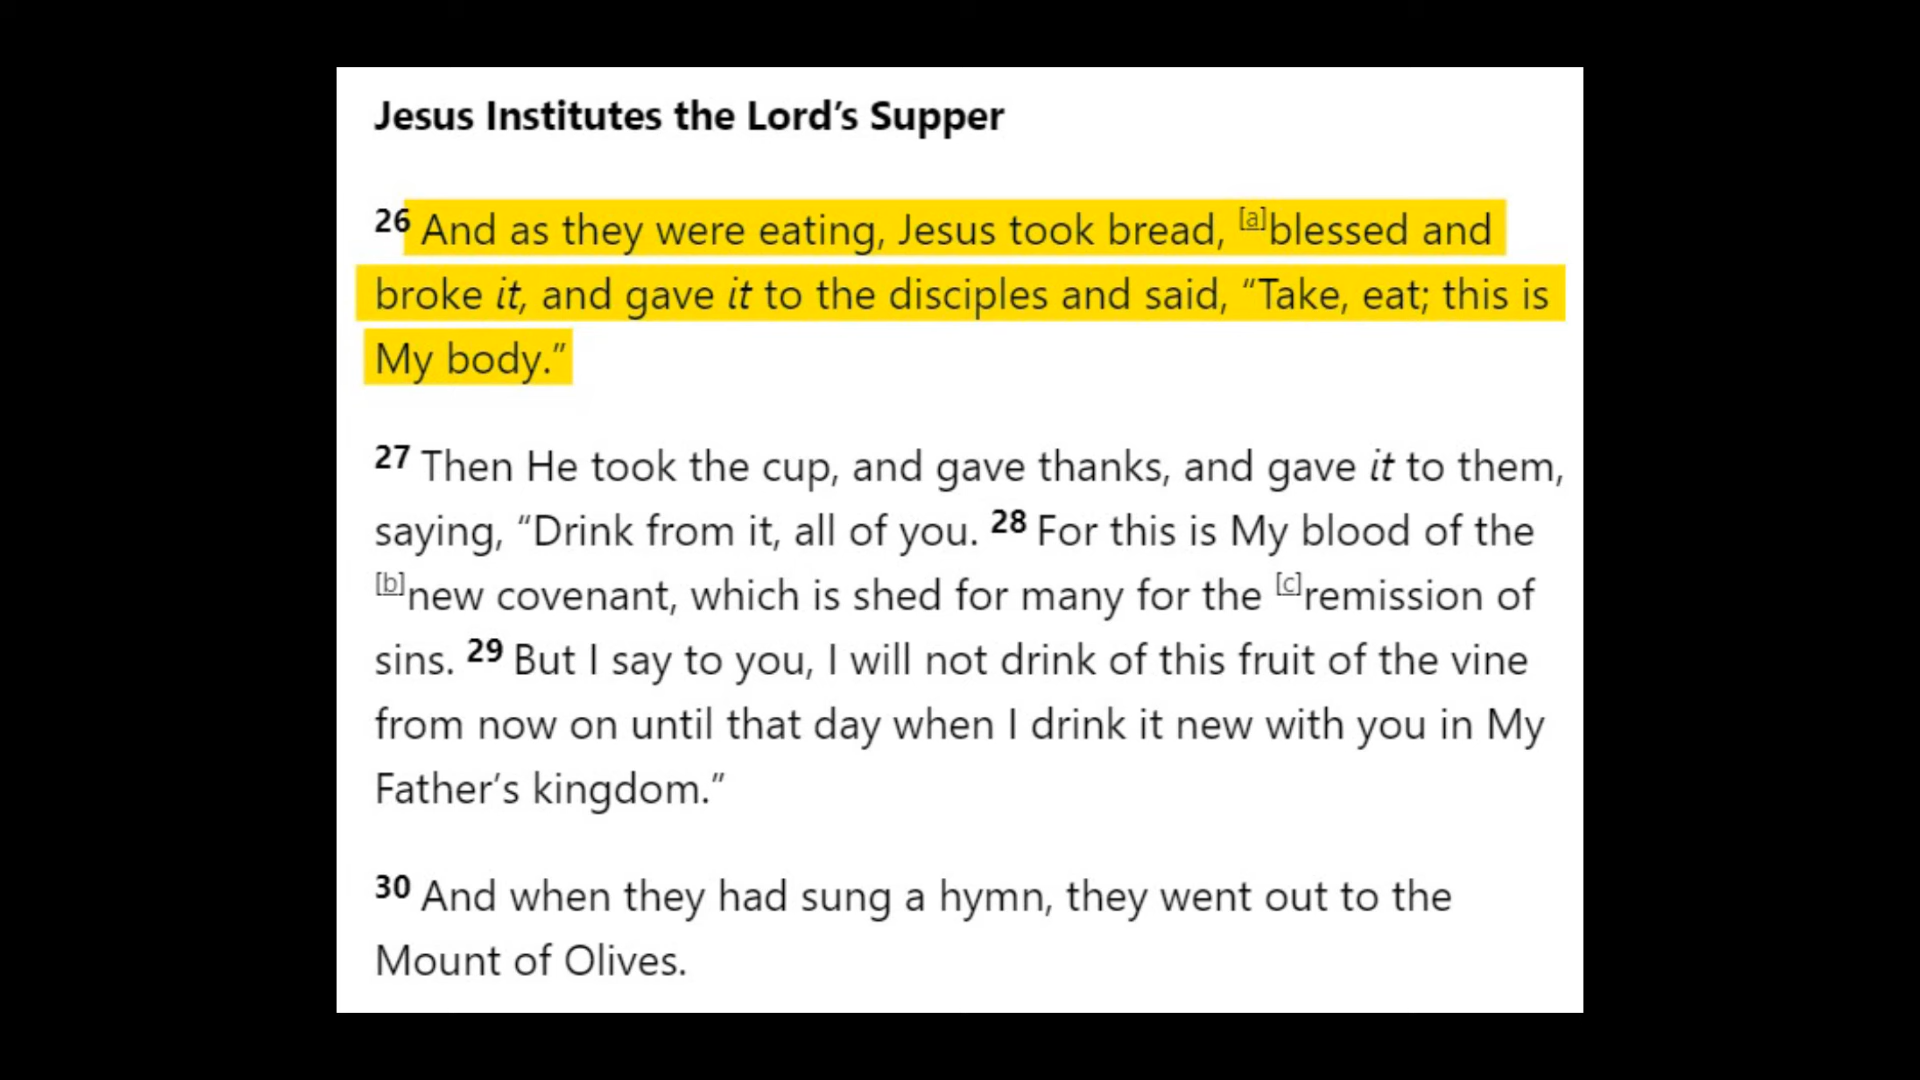 Jesus Institutes the Lord’s Supper
26 And as they were eating, Jesus took bread, [a]blessed and
broke it, and gave it to the disciples and said, “Take, eat; this is
My body.”
27 Then He took the cup, and gave thanks, and gave it to them,
saying, “Drink from it, all of you. 28 For this is My blood of the
[b]new covenant, which is shed for many for the [c]remission of
sins. 29 But I say to you, I will not drink of this fruit of the vine
from now on until that day when I drink it new with you in My
Father’s kingdom.”
30 And when they had sung a hymn, they went out to the
Mount of Olives.